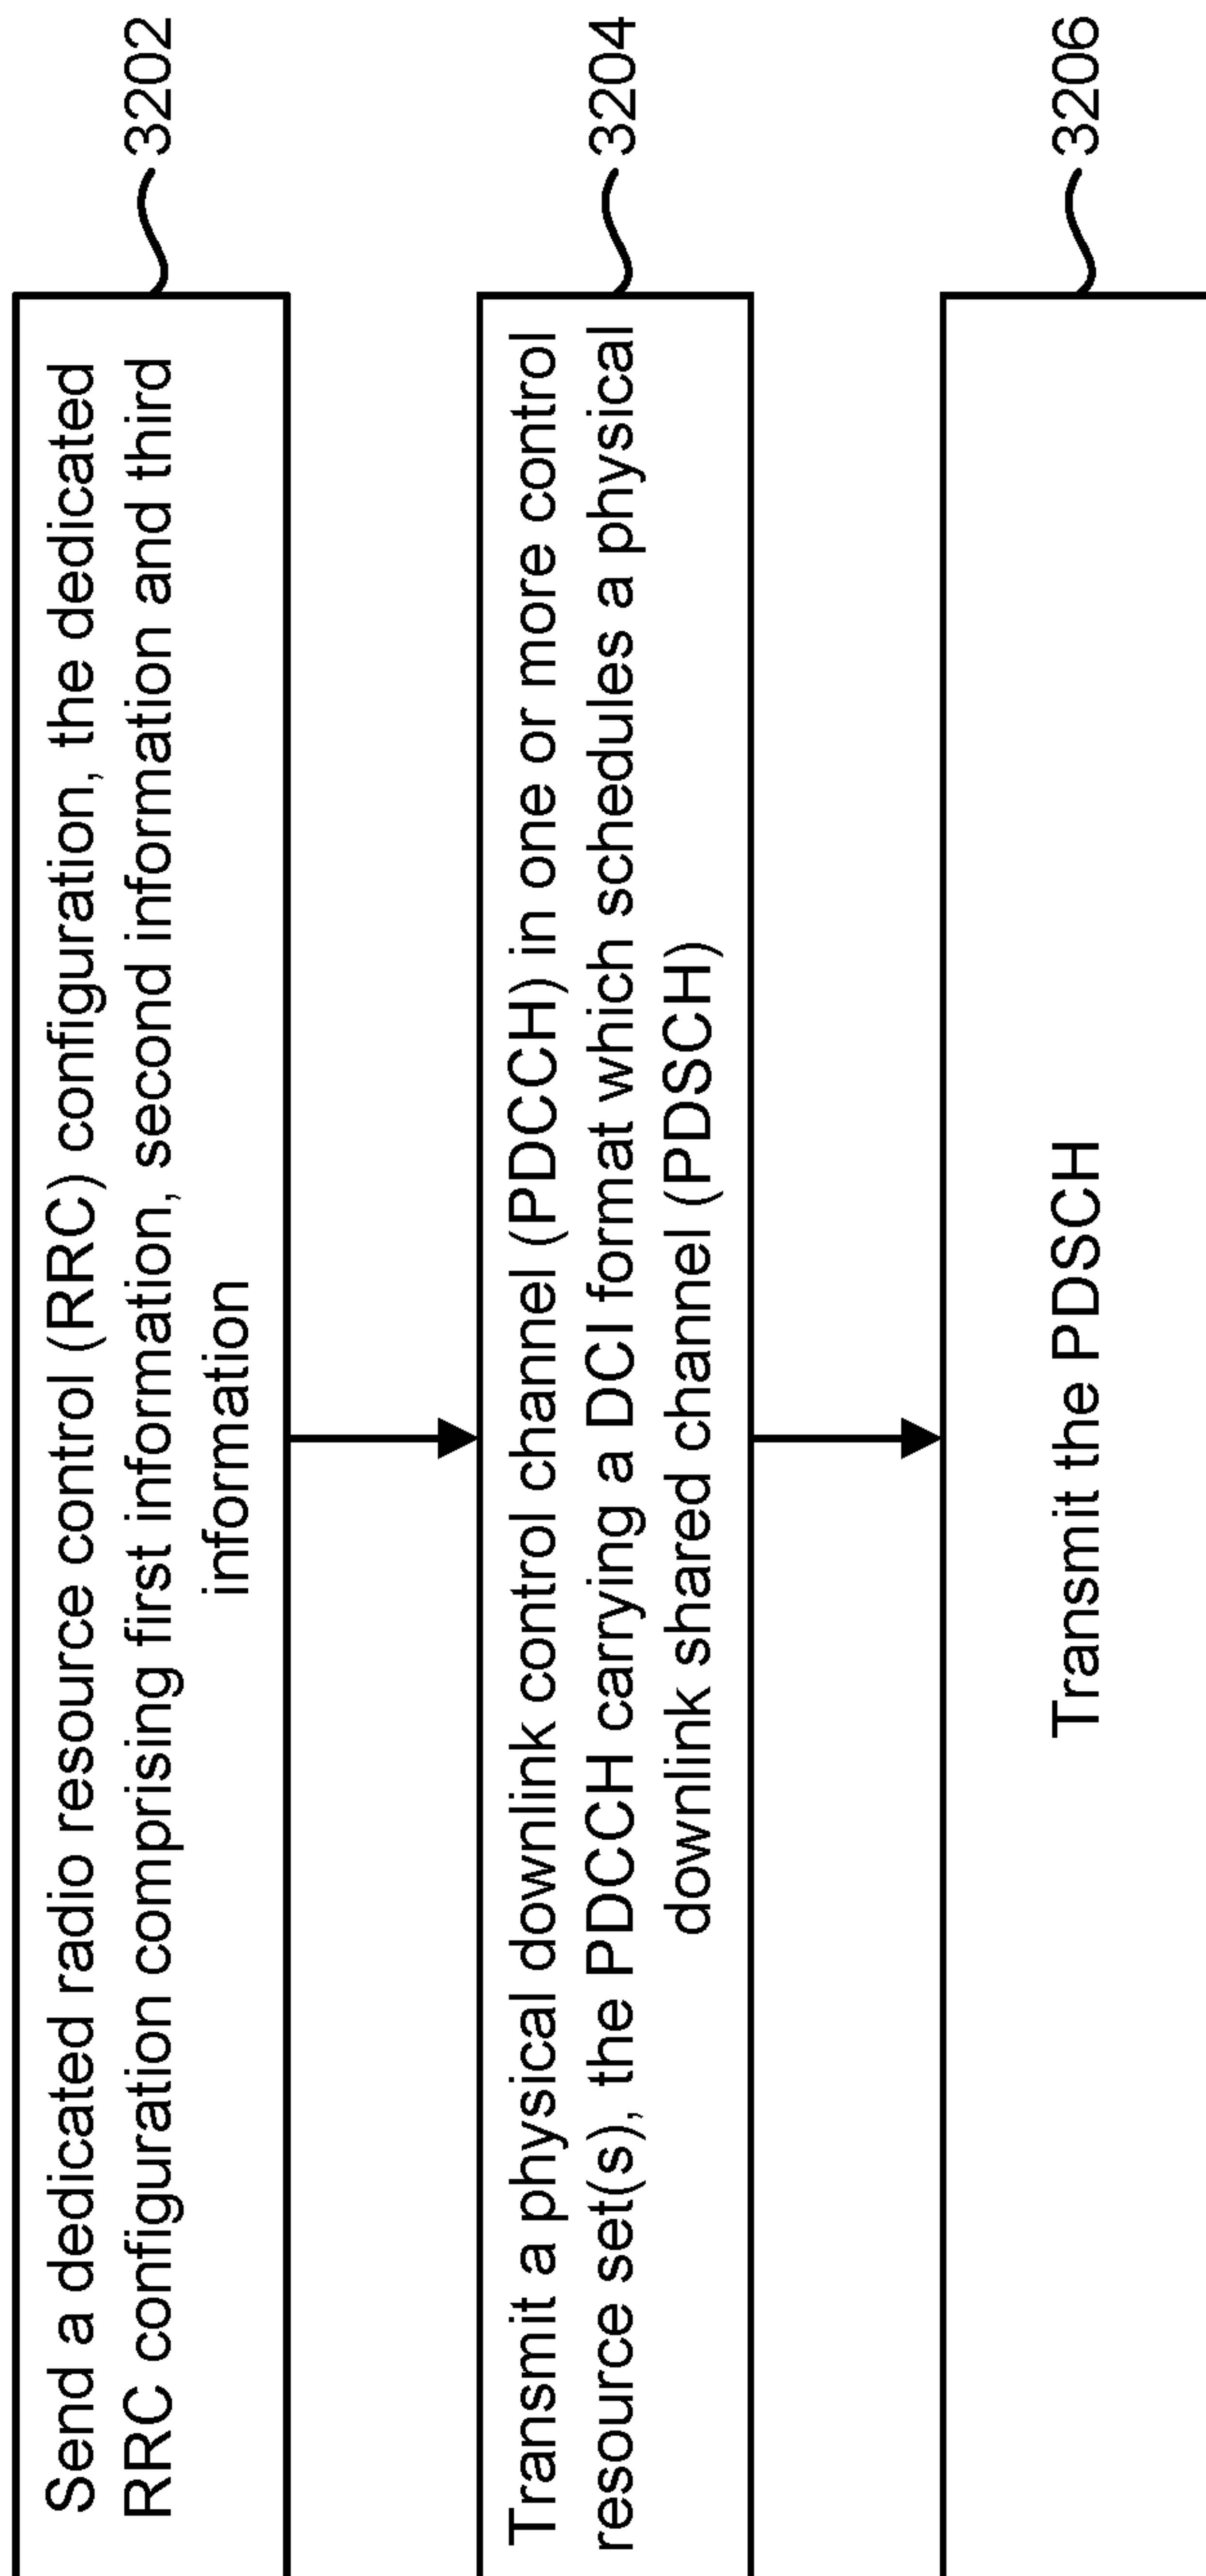 Send a dedicated radio resource control (RRC) configuration, the dedicated
RRC configuration comprising first information, second information and third
information
3202
Transmit a physical downlink control channel (PDCCH) in one or more control
resource set(s), the PDCCH carrying a DCI format which schedules a physical
downlink shared channel (PDSCH)
3204
Transmit the PDSCH
3206